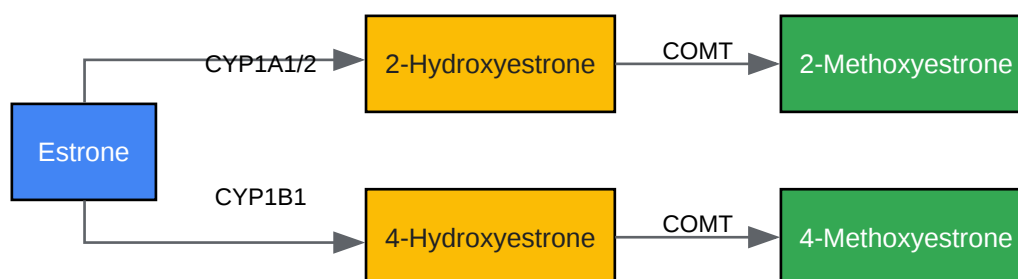 CYP1A1/2
2-Hydroxyestrone
COMT
2-Methoxyestrone
Estrone
CYP1B1
4-Hydroxyestrone
COMT
4-Methoxyestrone